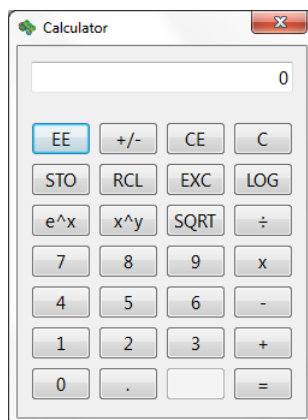 Calculator
0
EE +/- CE C
STO RCL EXC LOG
e^x x^y SQRT ÷
7 8 9 x
4 5 6 -
1 2 3 +
0 . =